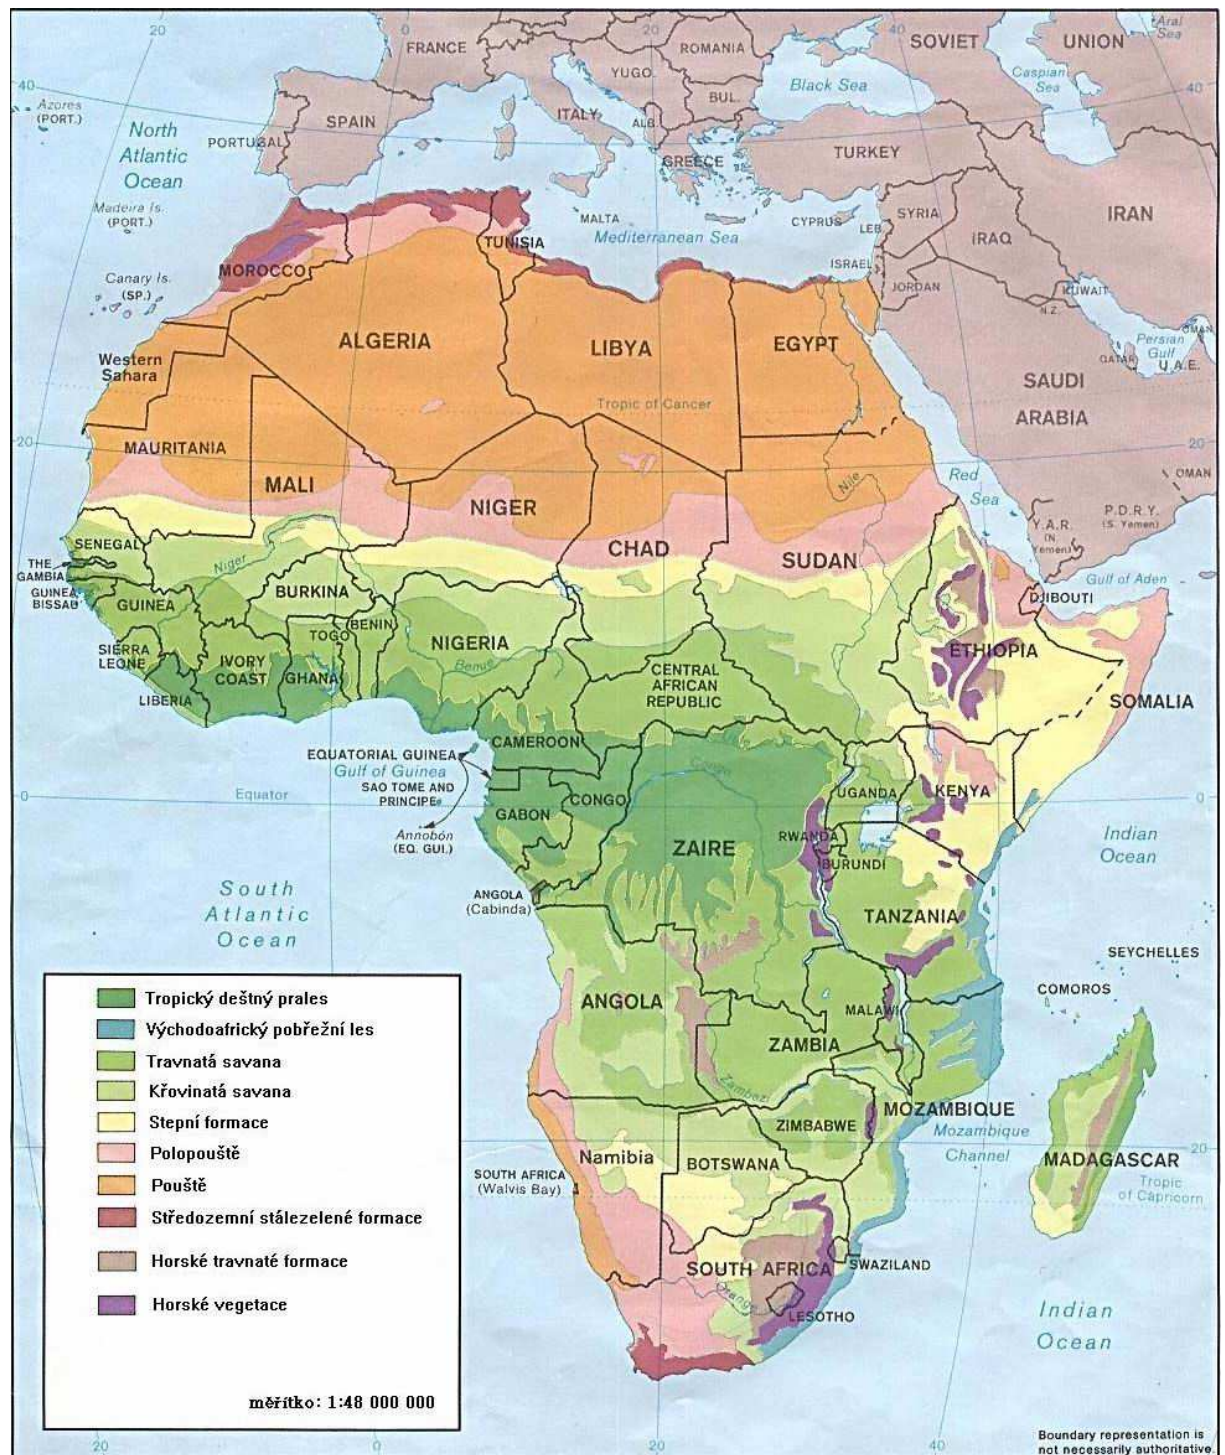 20
0
20
FRANCE
ROMANIA
SOVIET
UNION
Aral
Sea
YUGO.
Caspian
Sea
40
Black Sea
BUL.
40
Azores
(PORT.)
SPAIN
ITALY
ALB.
North
Atlantic
Ocean
PORTUGAL
GREECE
TURKEY
Madeira Is.
(PORT.)
MALTA
CYPRUS
SYRIA
LEB.
IRAN
IRAQ
Mediterranean Sea
TUNISIA
ISRAEL
JORDAN
MOROCCO
Canary Is.
(SP.)
KUWAIT
N.Z.
OMAN
Persian
Gulf
QATAR
U.A.E.
ALGERIA
LIBYA
EGYPT
Western
Sahara
SAUDI
ARABIA
Tropic of Cancer
20
MAURITANIA
20
MALI
Nile
Red
Sea
OMAN
NIGER
P.D.R.Y.
(S. Yemen)
Y.A.R.
(N.
Yemen)
CHAD
SUDAN
SENEGAL
THE
GAMBIA
Niger
Gulf of Aden
GUINEA
BISSAU
BURKINA
DJIBOUTI
GUINEA
BENIN
TOGO
NIGERIA
SIERRA
LEONE
IVORY
COAST
GHANA
Benue
CENTRAL
AFRICAN
REPUBLIC
ETHIOPIA
LIBERIA
SOMALIA
CAMEROON
EQUATORIAL GUINEA
Gulf of Guinea
SAO TOME AND
PRINCIPE
Congo
0
Equator
UGANDA
KENYA
0
GABON
CONGO
Annobón
(EQ. GUI.)
ZAIRE
RWANDA
BURUNDI
Indian
Ocean
South
Atlantic
Ocean
ANGOLA
(Cabinda)
TANZANIA
SEYCHELLES
COMOROS
ANGOLA
MALAWI
ZAMBIA
Zambezi
MOZAMBIQUE
Mozambique
Channel
ZIMBABWE
Namibia
BOTSWANA
20
MADAGASCAR
Tropic
of Capricorn
SOUTH AFRICA
(Walvis Bay)
SOUTH AFRICA
SWAZILAND
Orange
LESOTHO
Indian
Ocean
Tropický deštný prales
Východoafrický pobřežní les
Travnatá savana
Křovinatá savana
Stepní formace
Polopouště
Pouště
Středozemní stálezelené formace
Horské travnaté formace
Horské vegetace
měřítko: 1:48 000 000
20
0
20
40
Boundary representation is
not necessarily authoritative